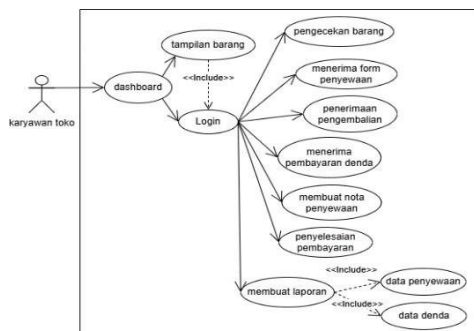 pengecekan barang
tampilan barang
<<Include>>
menerima form
penyewaan
dashboard
karyawan toko
Login
penerimaan
pengembalian
menerima
pembayaran denda
membuat nota
penyewaan
penyelesaian
pembayaran
<<Include>>
data penyewaan
membuat laporan
<<Include>>
data denda